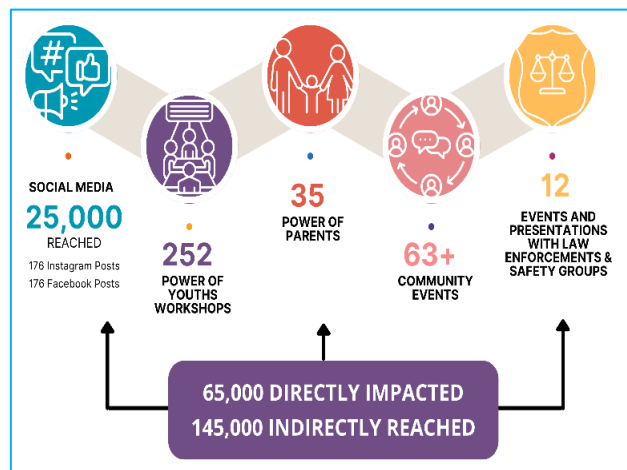 #
SOCIAL MEDIA
25,000
REACHED
176 Instagram Posts
176 Facebook Posts
252
POWER OF
YOUTHS
WORKSHOPS
35
POWER OF
PARENTS
63+
COMMUNITY
EVENTS
12
EVENTS AND
PRESENTATIONS
WITH LAW
ENFORCEMENTS &
SAFETY GROUPS
65,000 DIRECTLY IMPACTED
145,000 INDIRECTLY REACHED